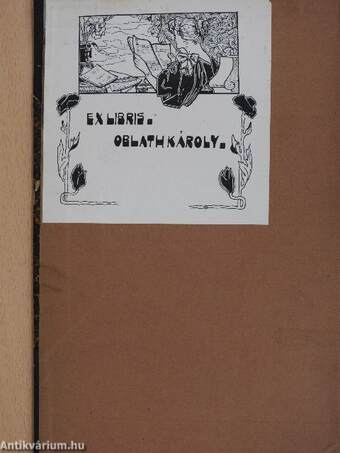 EX LIBRIS.
OBLATH KÁROLY.
Antikvárium.hu